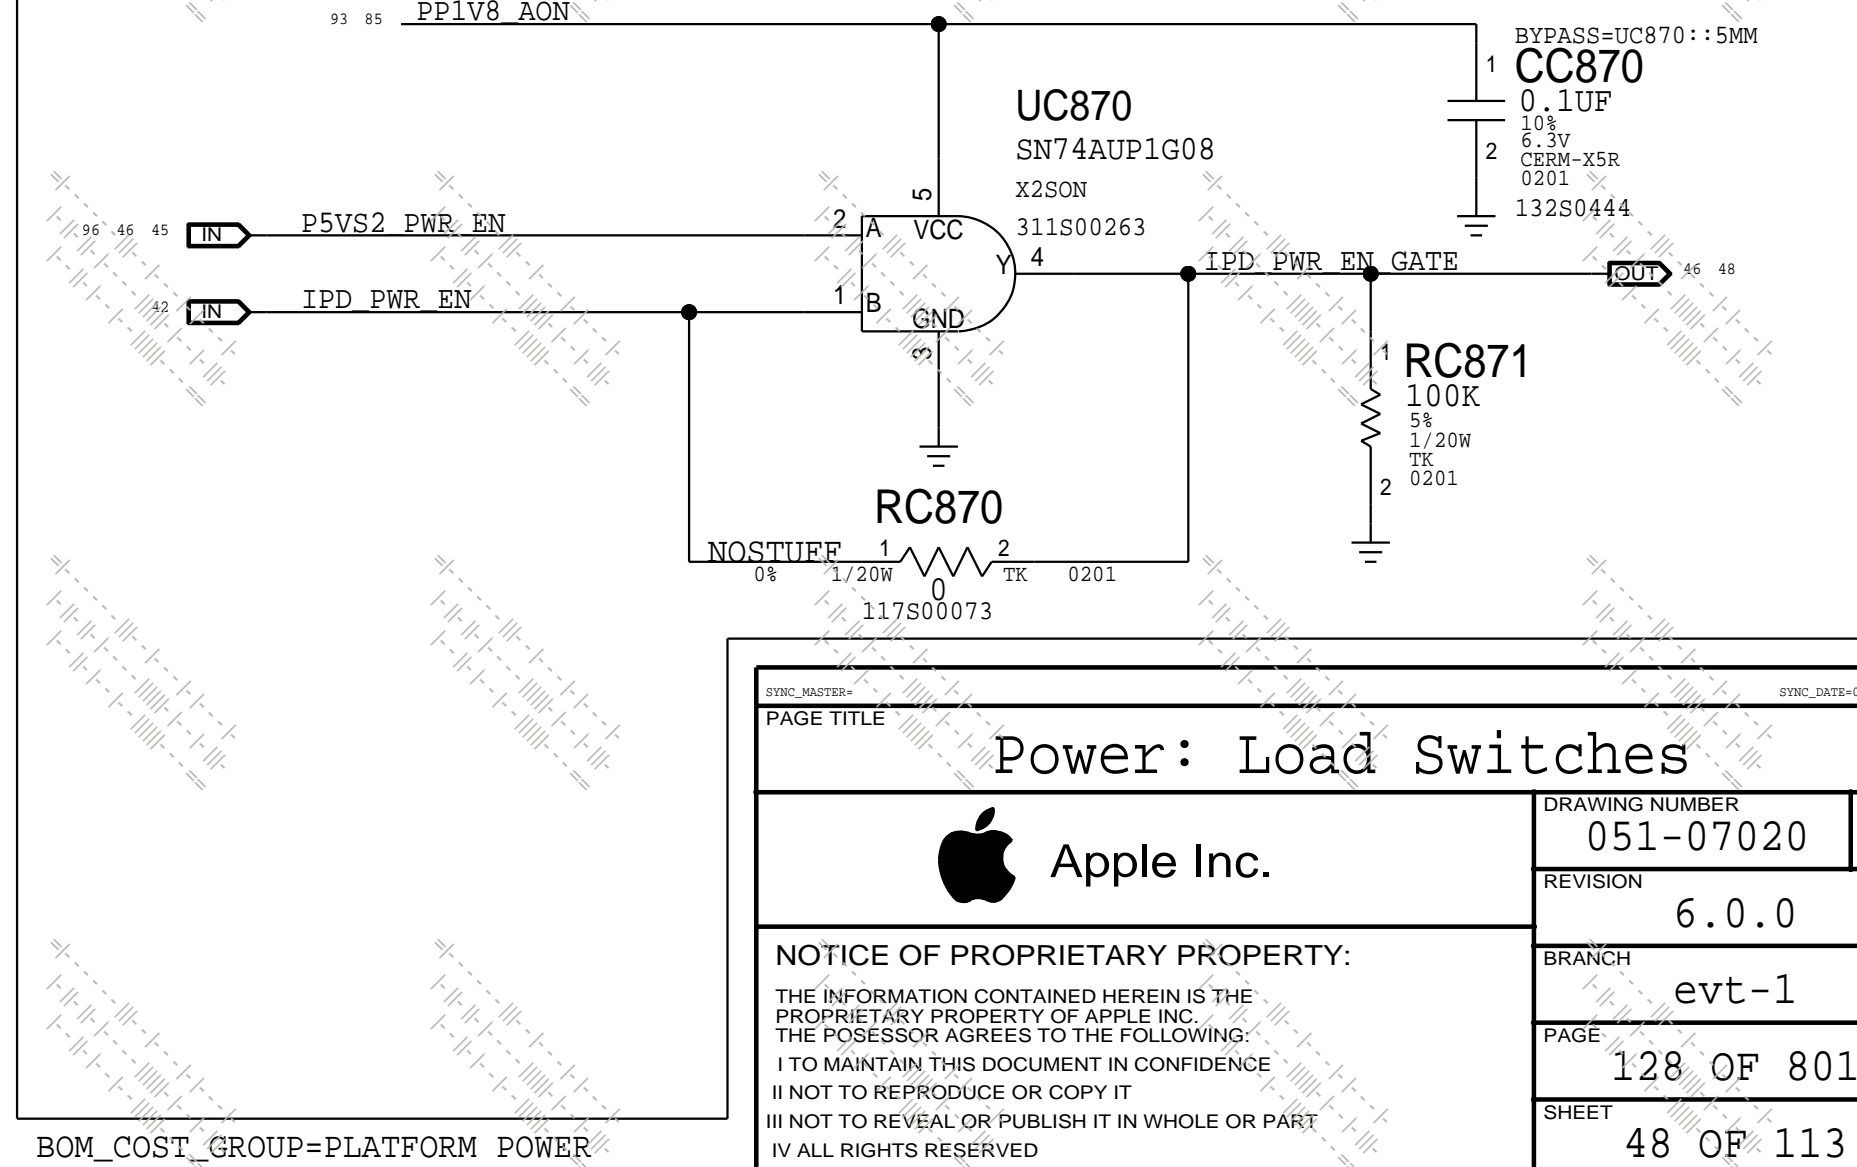 93 85 PP1V8_AON
BYPASS=UC870::5MM
1 CC870
0.1UF
10%
6.3V
2 CERM-X5R
0201
132S0444
UC870
SN74AUP1G08
X2SON
311S00263
5
96 46 45 IN P5VS2_PWR_EN 2 A VCC
Y 4 IPD_PWR_EN_GATE OUT 46 48
42 IN IPD_PWR_EN 1 B
GND
3
1 RC871
100K
5%
1/20W
TK
0201
2
RC870
NOSTUFF 1 2
0% 1/20W TK 0201
0
117S00073
SYNC_MASTER= SYNC_DATE=0
PAGE TITLE
Power: Load Switches
Apple Inc.
DRAWING NUMBER
051-07020
REVISION
6.0.0
BRANCH
evt-1
PAGE
128 OF 801
SHEET
48 OF 113
NOTICE OF PROPRIETARY PROPERTY:
THE INFORMATION CONTAINED HEREIN IS THE
PROPRIETARY PROPERTY OF APPLE INC.
THE POSESSOR AGREES TO THE FOLLOWING:
I TO MAINTAIN THIS DOCUMENT IN CONFIDENCE
II NOT TO REPRODUCE OR COPY IT
III NOT TO REVEAL OR PUBLISH IT IN WHOLE OR PART
IV ALL RIGHTS RESERVED
BOM_COST_GROUP=PLATFORM POWER